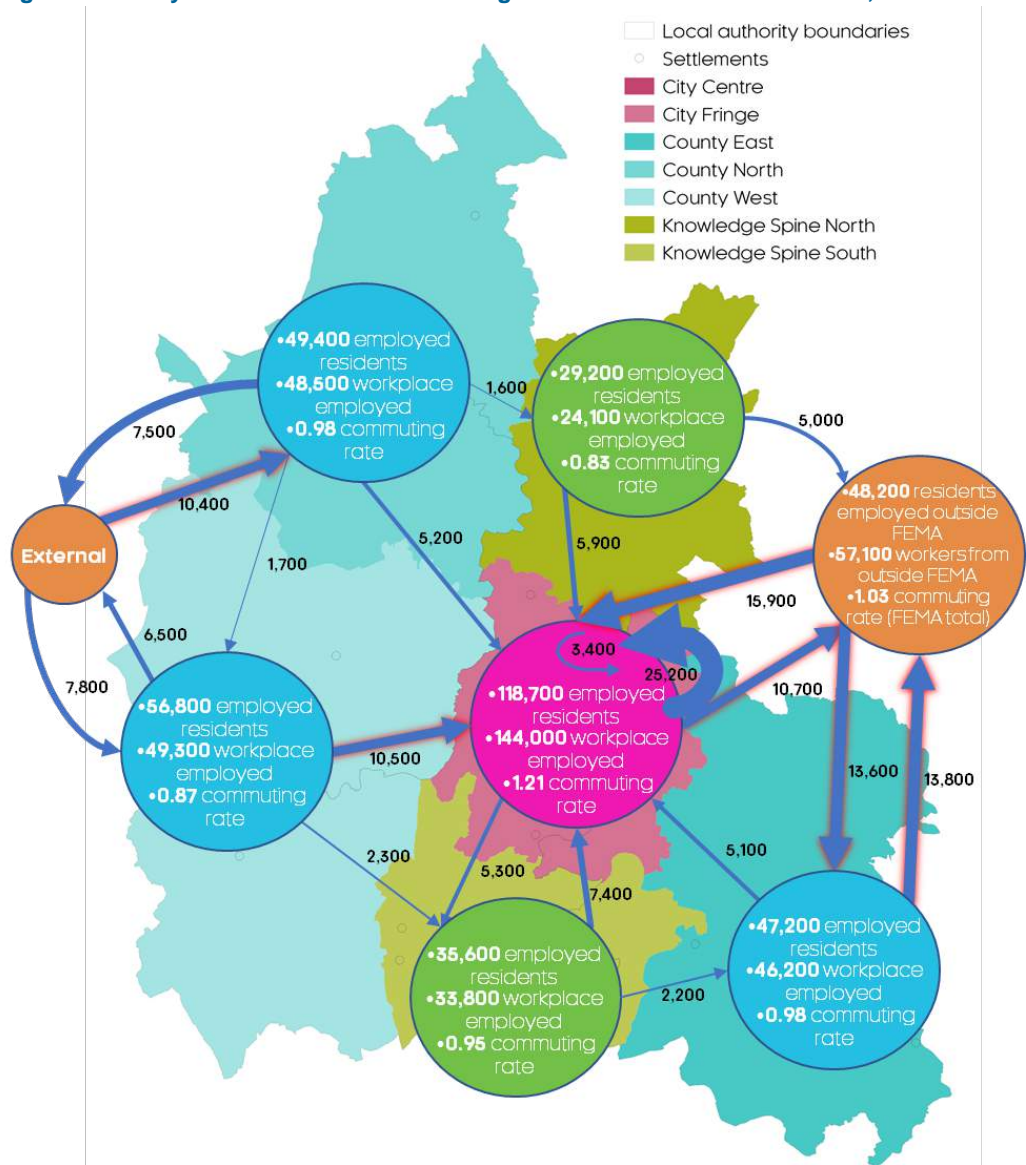 Local authority boundaries
Settlements
City Centre
City Fringe
County East
County North
County West
Knowledge Spine North
Knowledge Spine South
•49,400 employed
residents
•48,500 workplace
employed
•0.98 commuting
rate
1,600
•29,200 employed
residents
•24,100 workplace
employed
•0.83 commuting
rate
5,000
7,500
10,400
External
1,700
5,200
5,900
15,900
•48,200 residents
employed outside
FEMA
•57,100 workers from
outside FEMA
•1.03 commuting
rate (FEMA total)
6,500
7,800
3,400
25,200
10,700
•56,800 employed
residents
•49,300 workplace
employed
•0.87 commuting
rate
10,500
•118,700 employed
residents
•144,000 workplace
employed
•1.21 commuting
rate
13,600
13,800
2,300
5,300
7,400
5,100
•35,600 employed
residents
•33,800 workplace
employed
•0.95 commuting
rate
2,200
•47,200 employed
residents
•46,200 workplace
employed
•0.98 commuting
rate